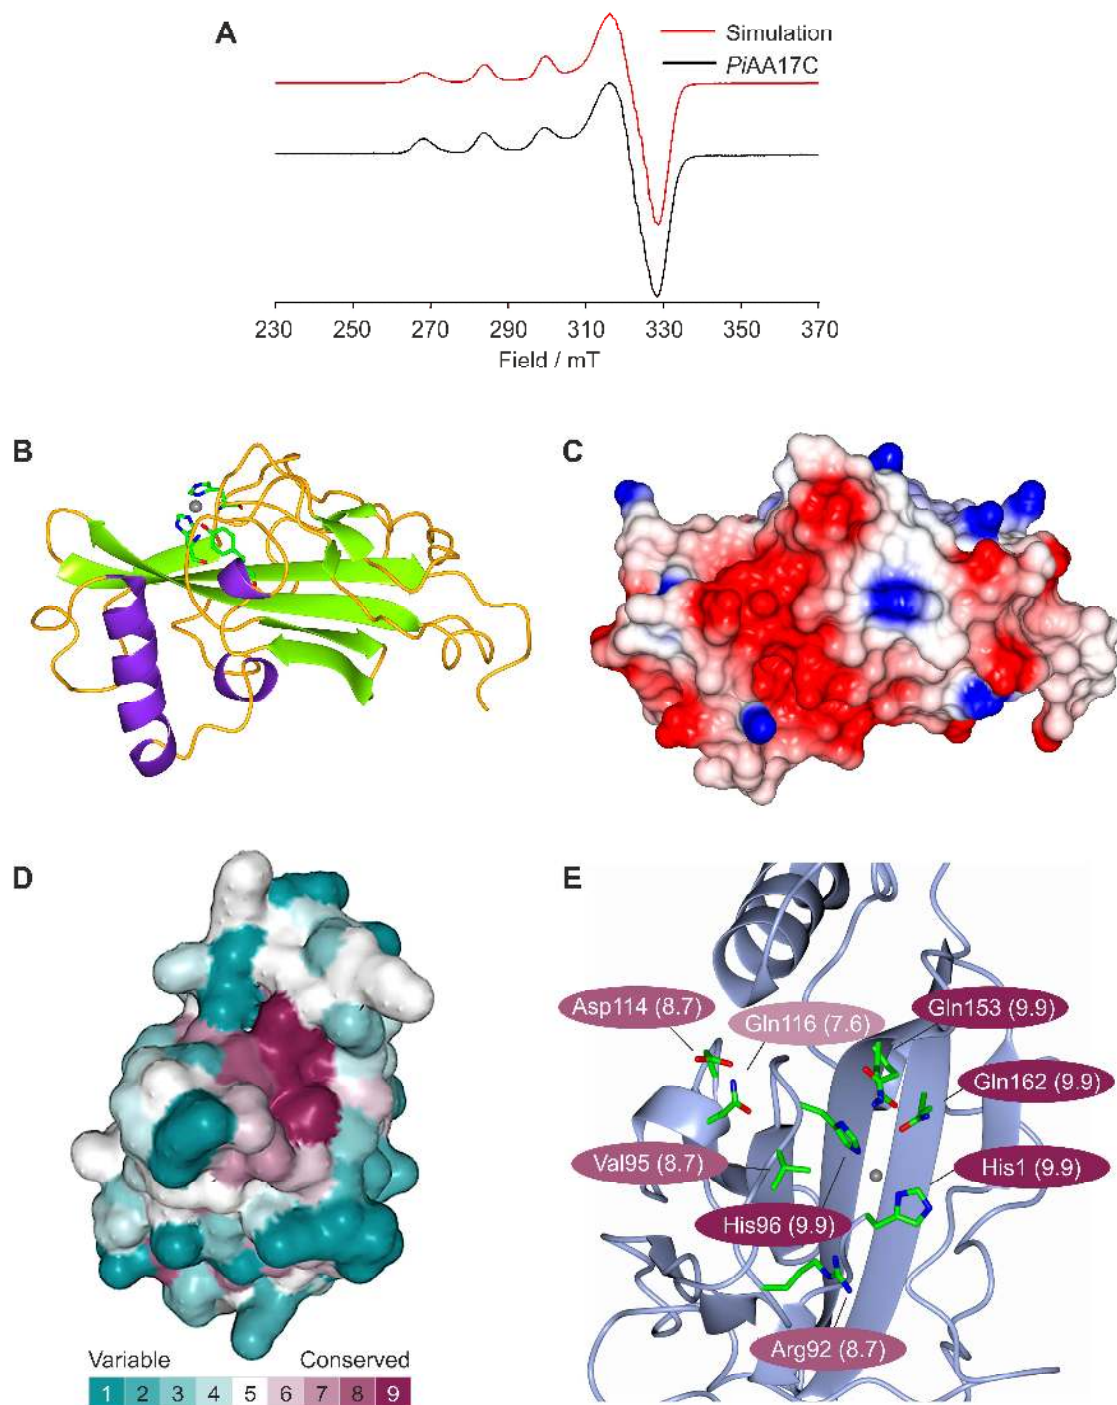 A
Simulation
PiAA17C
230 250 270 290 310 330 350 370
Field / mT
B
C
D
E
Asp114 (8.7)
Gln116 (7.6)
Gln153 (9.9)
Gln162 (9.9)
Val95 (8.7)
His1 (9.9)
His96 (9.9)
Arg92 (8.7)
Variable Conserved
1 2 3 4 5 6 7 8 9